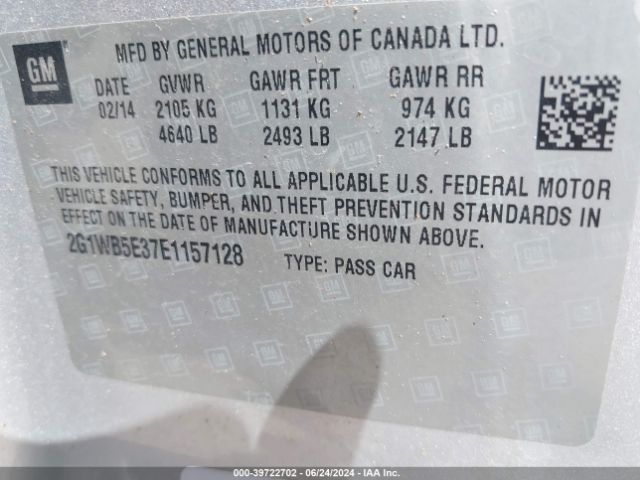 GM
MFD BY GENERAL MOTORS OF CANADA LTD.
DATE GVWR GAWR FRT GAWR RR
02/14 2105 KG 1131 KG 974 KG
4640 LB 2493 LB 2147 LB
THIS VEHICLE CONFORMS TO ALL APPLICABLE U.S. FEDERAL MOTOR
VEHICLE SAFETY, BUMPER, AND THEFT PREVENTION STANDARDS IN
EFFECT ON THE DATE OF MANUFACTURE SHOWN ABOVE.
2G1WB5E37E1157128 TYPE: PASS CAR
000-39722702 - 06/24/2024 - IAA Inc.